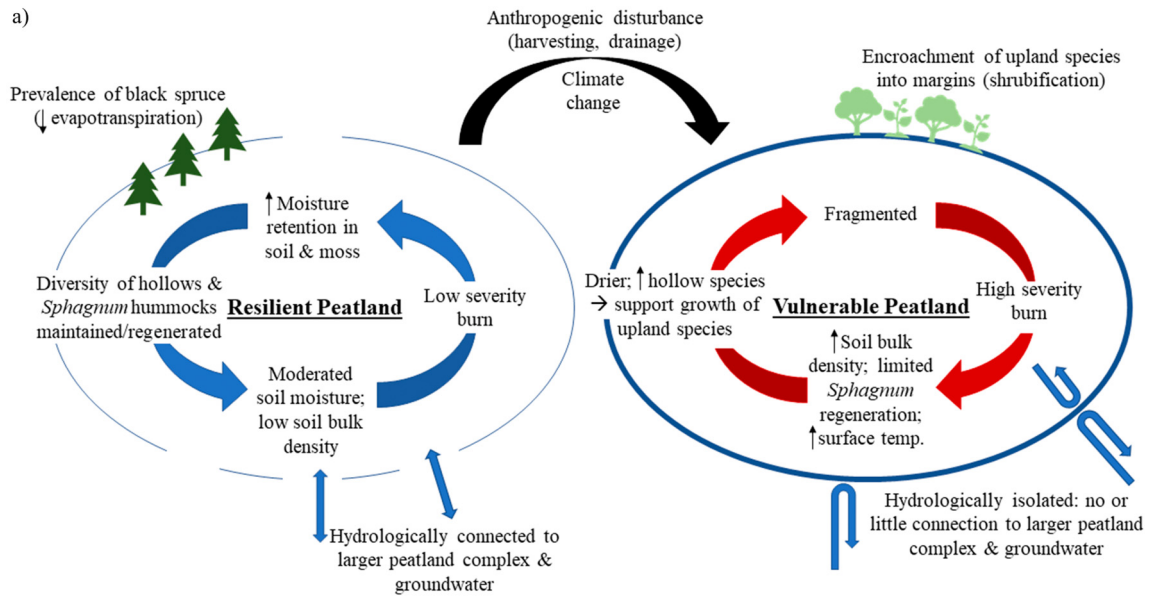 a)
Anthropogenic disturbance
(harvesting, drainage)
Climate
change
Prevalence of black spruce
(↓ evapotranspiration)
↑ Moisture
retention in
soil & moss
Diversity of hollows &
Sphagnum hummocks
maintained/regenerated
Resilient Peatland
Low severity
burn
Moderated
soil moisture;
low soil bulk
density
Hydrologically connected to
larger peatland complex &
groundwater
Encroachment of upland species
into margins (shrubification)
Fragmented
Drier; ↑ hollow species
→ support growth of
upland species
Vulnerable Peatland
High severity
burn
↑ Soil bulk
density; limited
Sphagnum
regeneration;
↑ surface temp.
Hydrologically isolated: no or
little connection to larger peatland
complex & groundwater